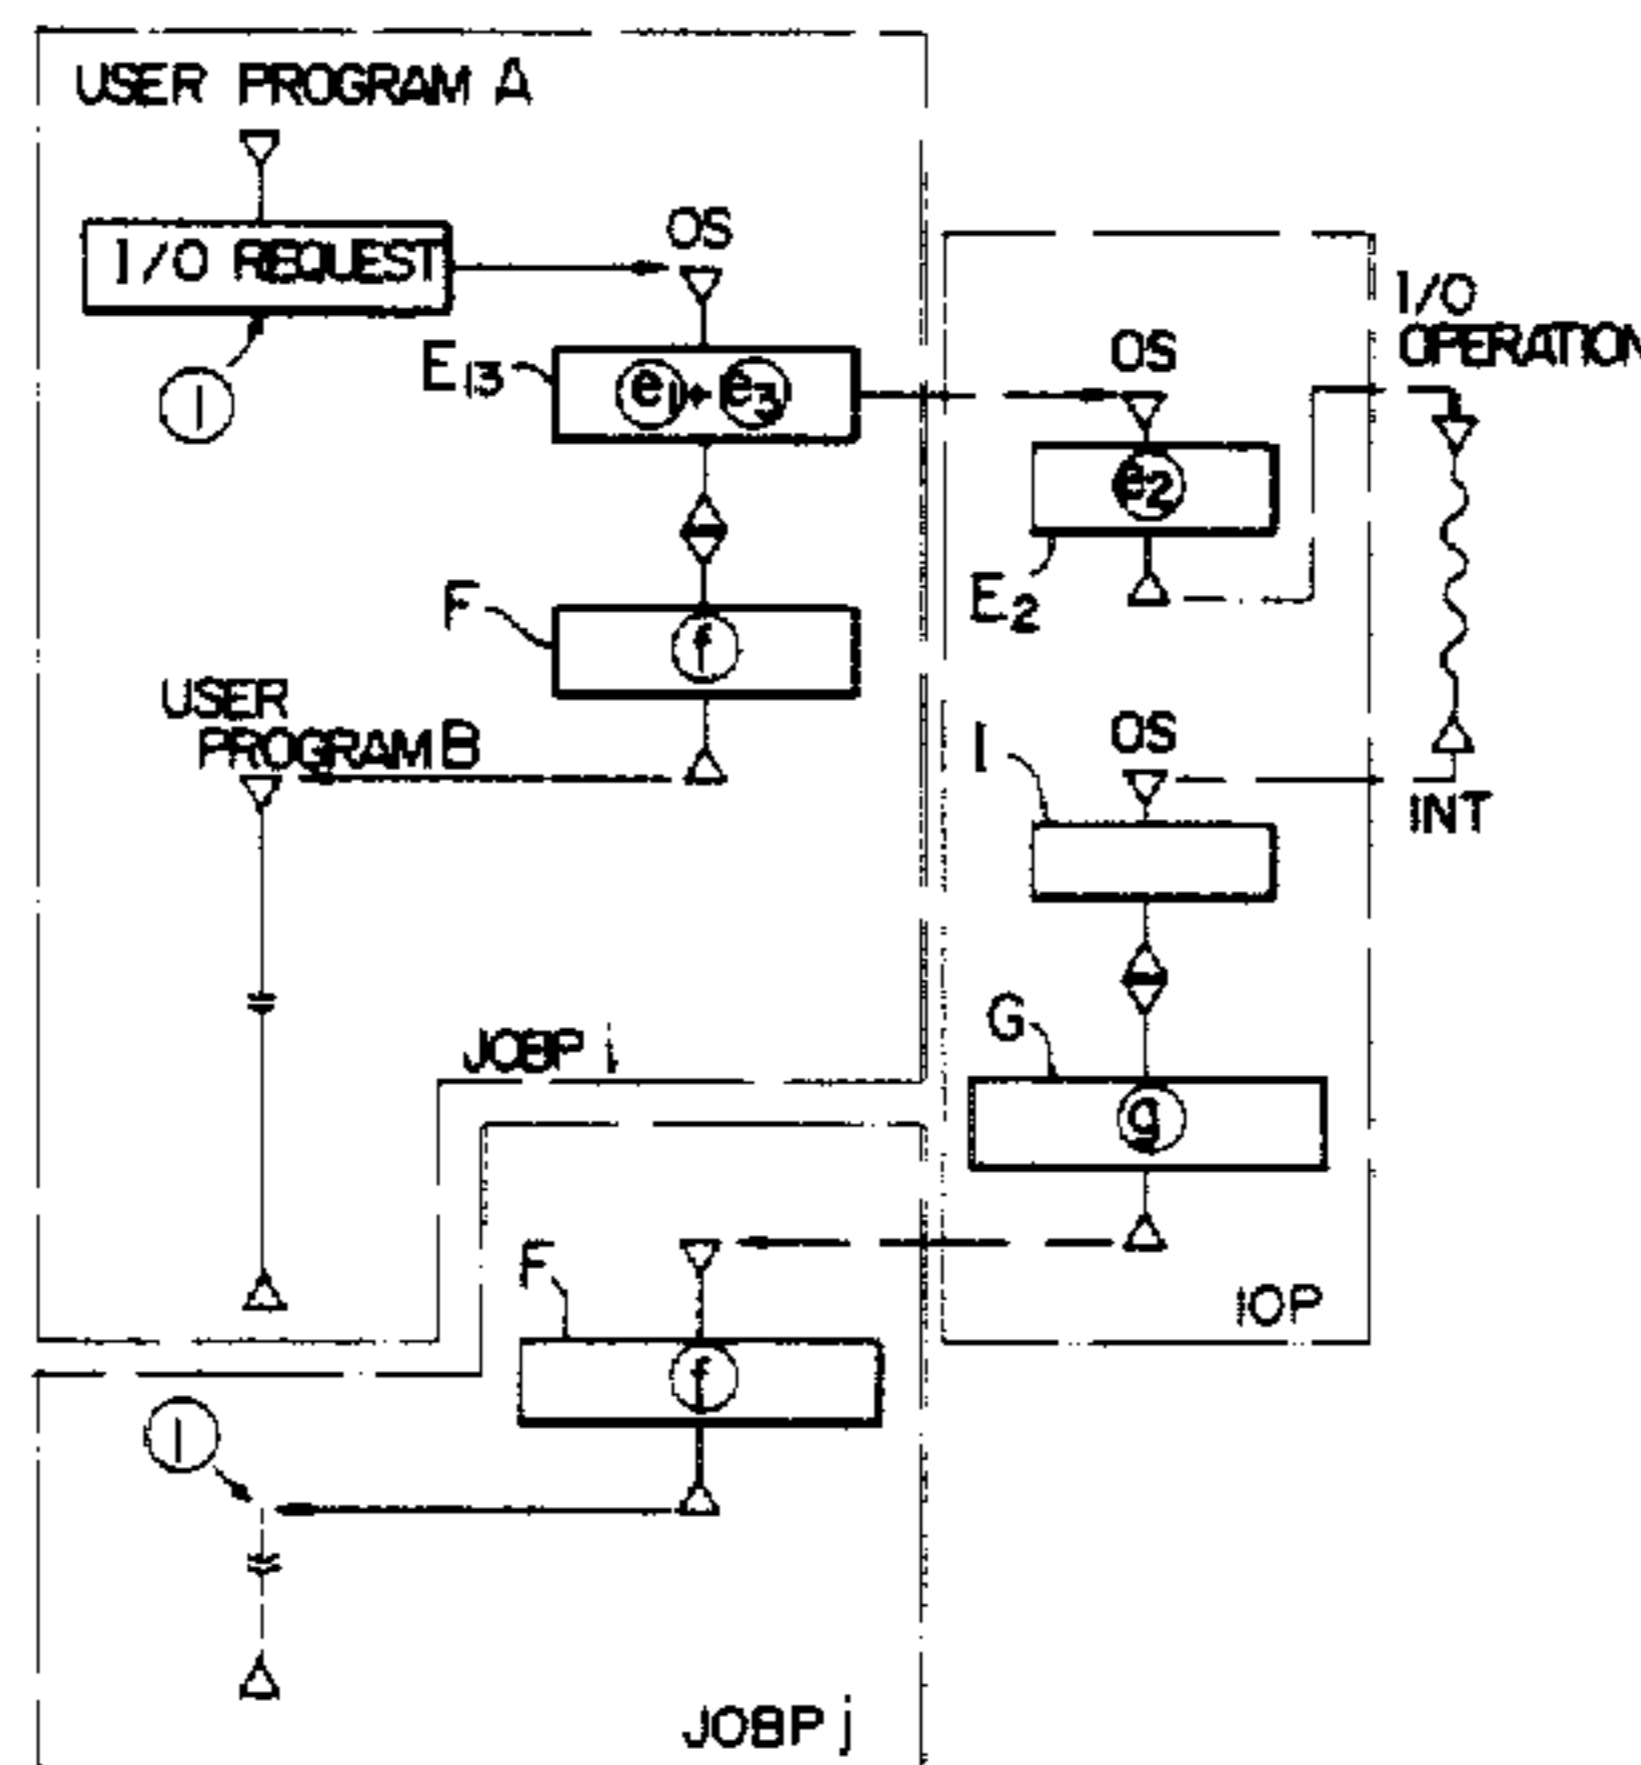 USER PROGRAM A
I/O REQUEST
OS
I/O
OPERATION
1
E13
e1+e3
OS
e2
E2
F
f
USER
PROGRAM B
I
OS
INT
JOBP i
G
g
F
f
IOP
1
JOBP j